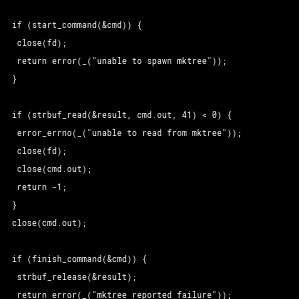 if (start_command(&cmd)) {
close(fd);
return error(_("unable to spawn mktree"));
}
if (strbuf_read(&result, cmd.out, 41) < 0) {
error_errno(_("unable to read from mktree"));
close(fd);
close(cmd.out);
return -1;
}
close(cmd.out);
if (finish_command(&cmd)) {
strbuf_release(&result);
return error(_("mktree reported failure"));